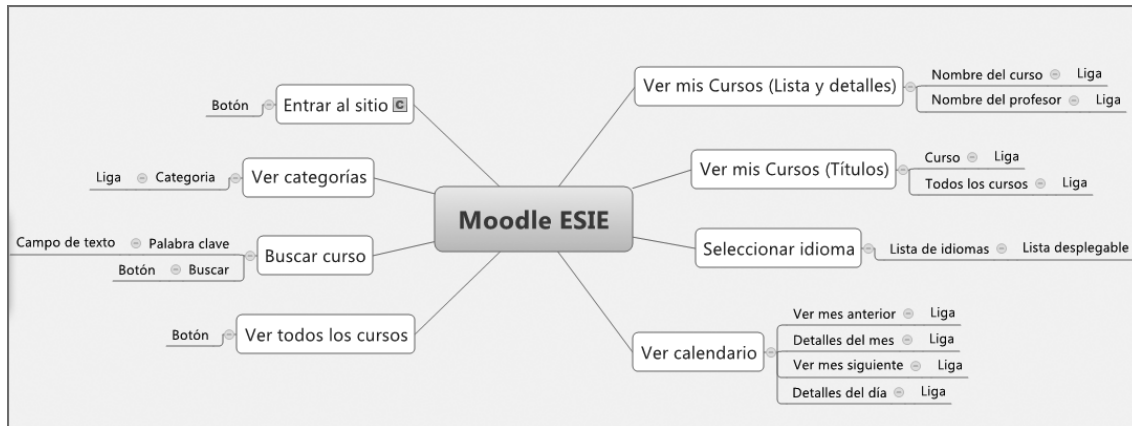 Moodle ESIE
Entrar al sitio C
Botón
Ver categorías
Categoria
Liga
Buscar curso
Palabra clave
Campo de texto
Buscar
Botón
Ver todos los cursos
Botón
Ver mis Cursos (Lista y detalles)
Nombre del curso
Liga
Nombre del profesor
Liga
Ver mis Cursos (Títulos)
Curso
Liga
Todos los cursos
Liga
Seleccionar idioma
Lista de idiomas
Lista desplegable
Ver calendario
Ver mes anterior
Liga
Detalles del mes
Liga
Ver mes siguiente
Liga
Detalles del día
Liga